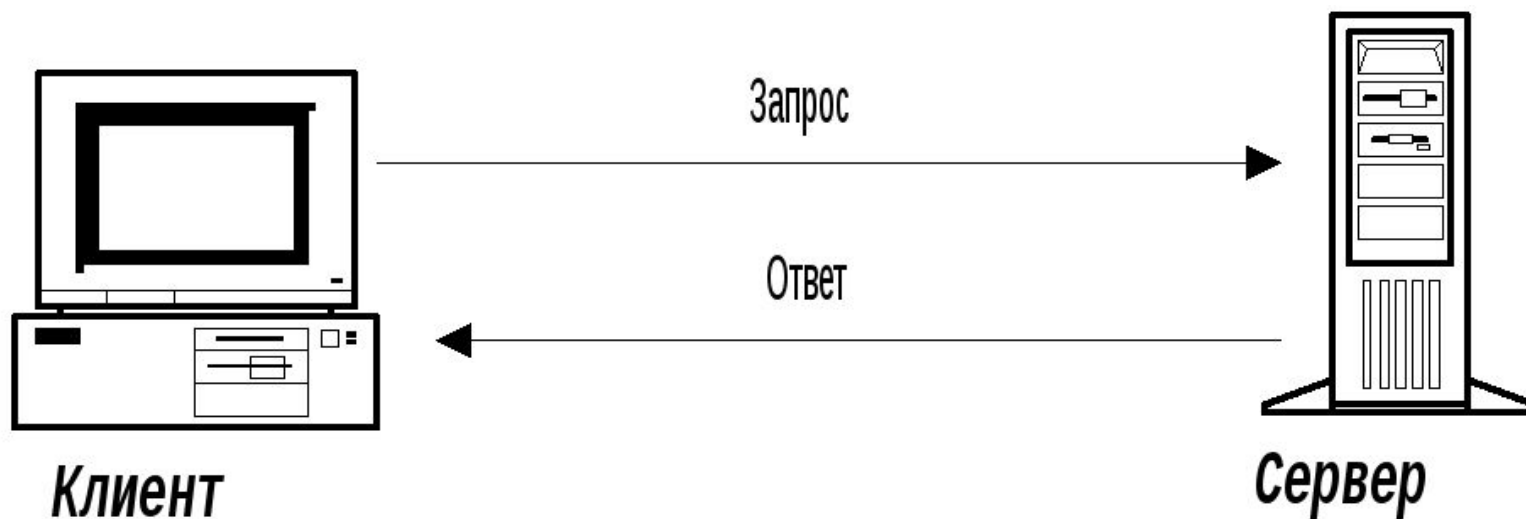 Запрос
Ответ
Клиент
Сервер